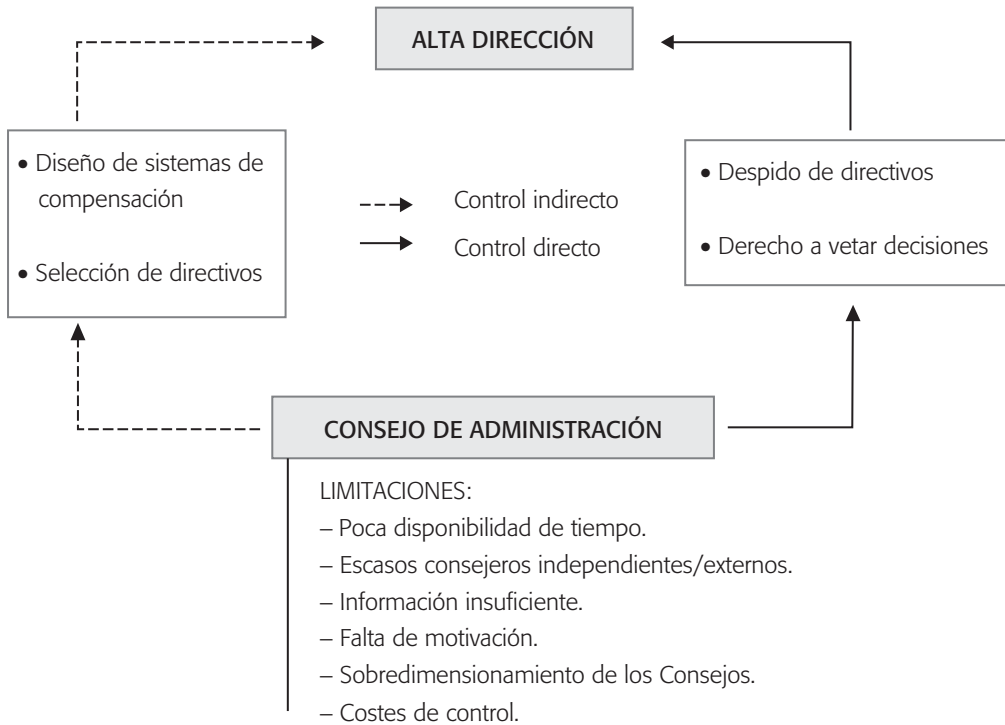 ALTA DIRECCIÓN
• Diseño de sistemas de
compensación
• Selección de directivos
Control indirecto
Control directo
• Despido de directivos
• Derecho a vetar decisiones
CONSEJO DE ADMINISTRACIÓN
LIMITACIONES:
– Poca disponibilidad de tiempo.
– Escasos consejeros independientes/externos.
– Información insuficiente.
– Falta de motivación.
– Sobredimensionamiento de los Consejos.
– Costes de control.